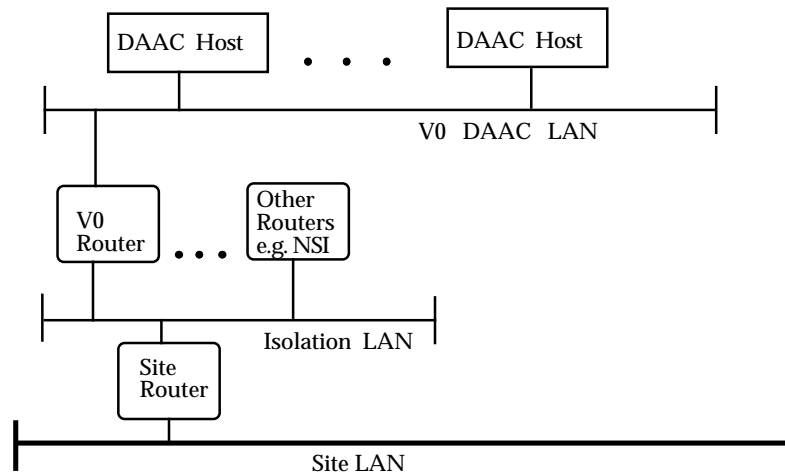 DAAC Host
DAAC Host
V0 DAAC LAN
V0
Router
Other
Routers
e.g. NSI
Isolation LAN
Site
Router
Site LAN